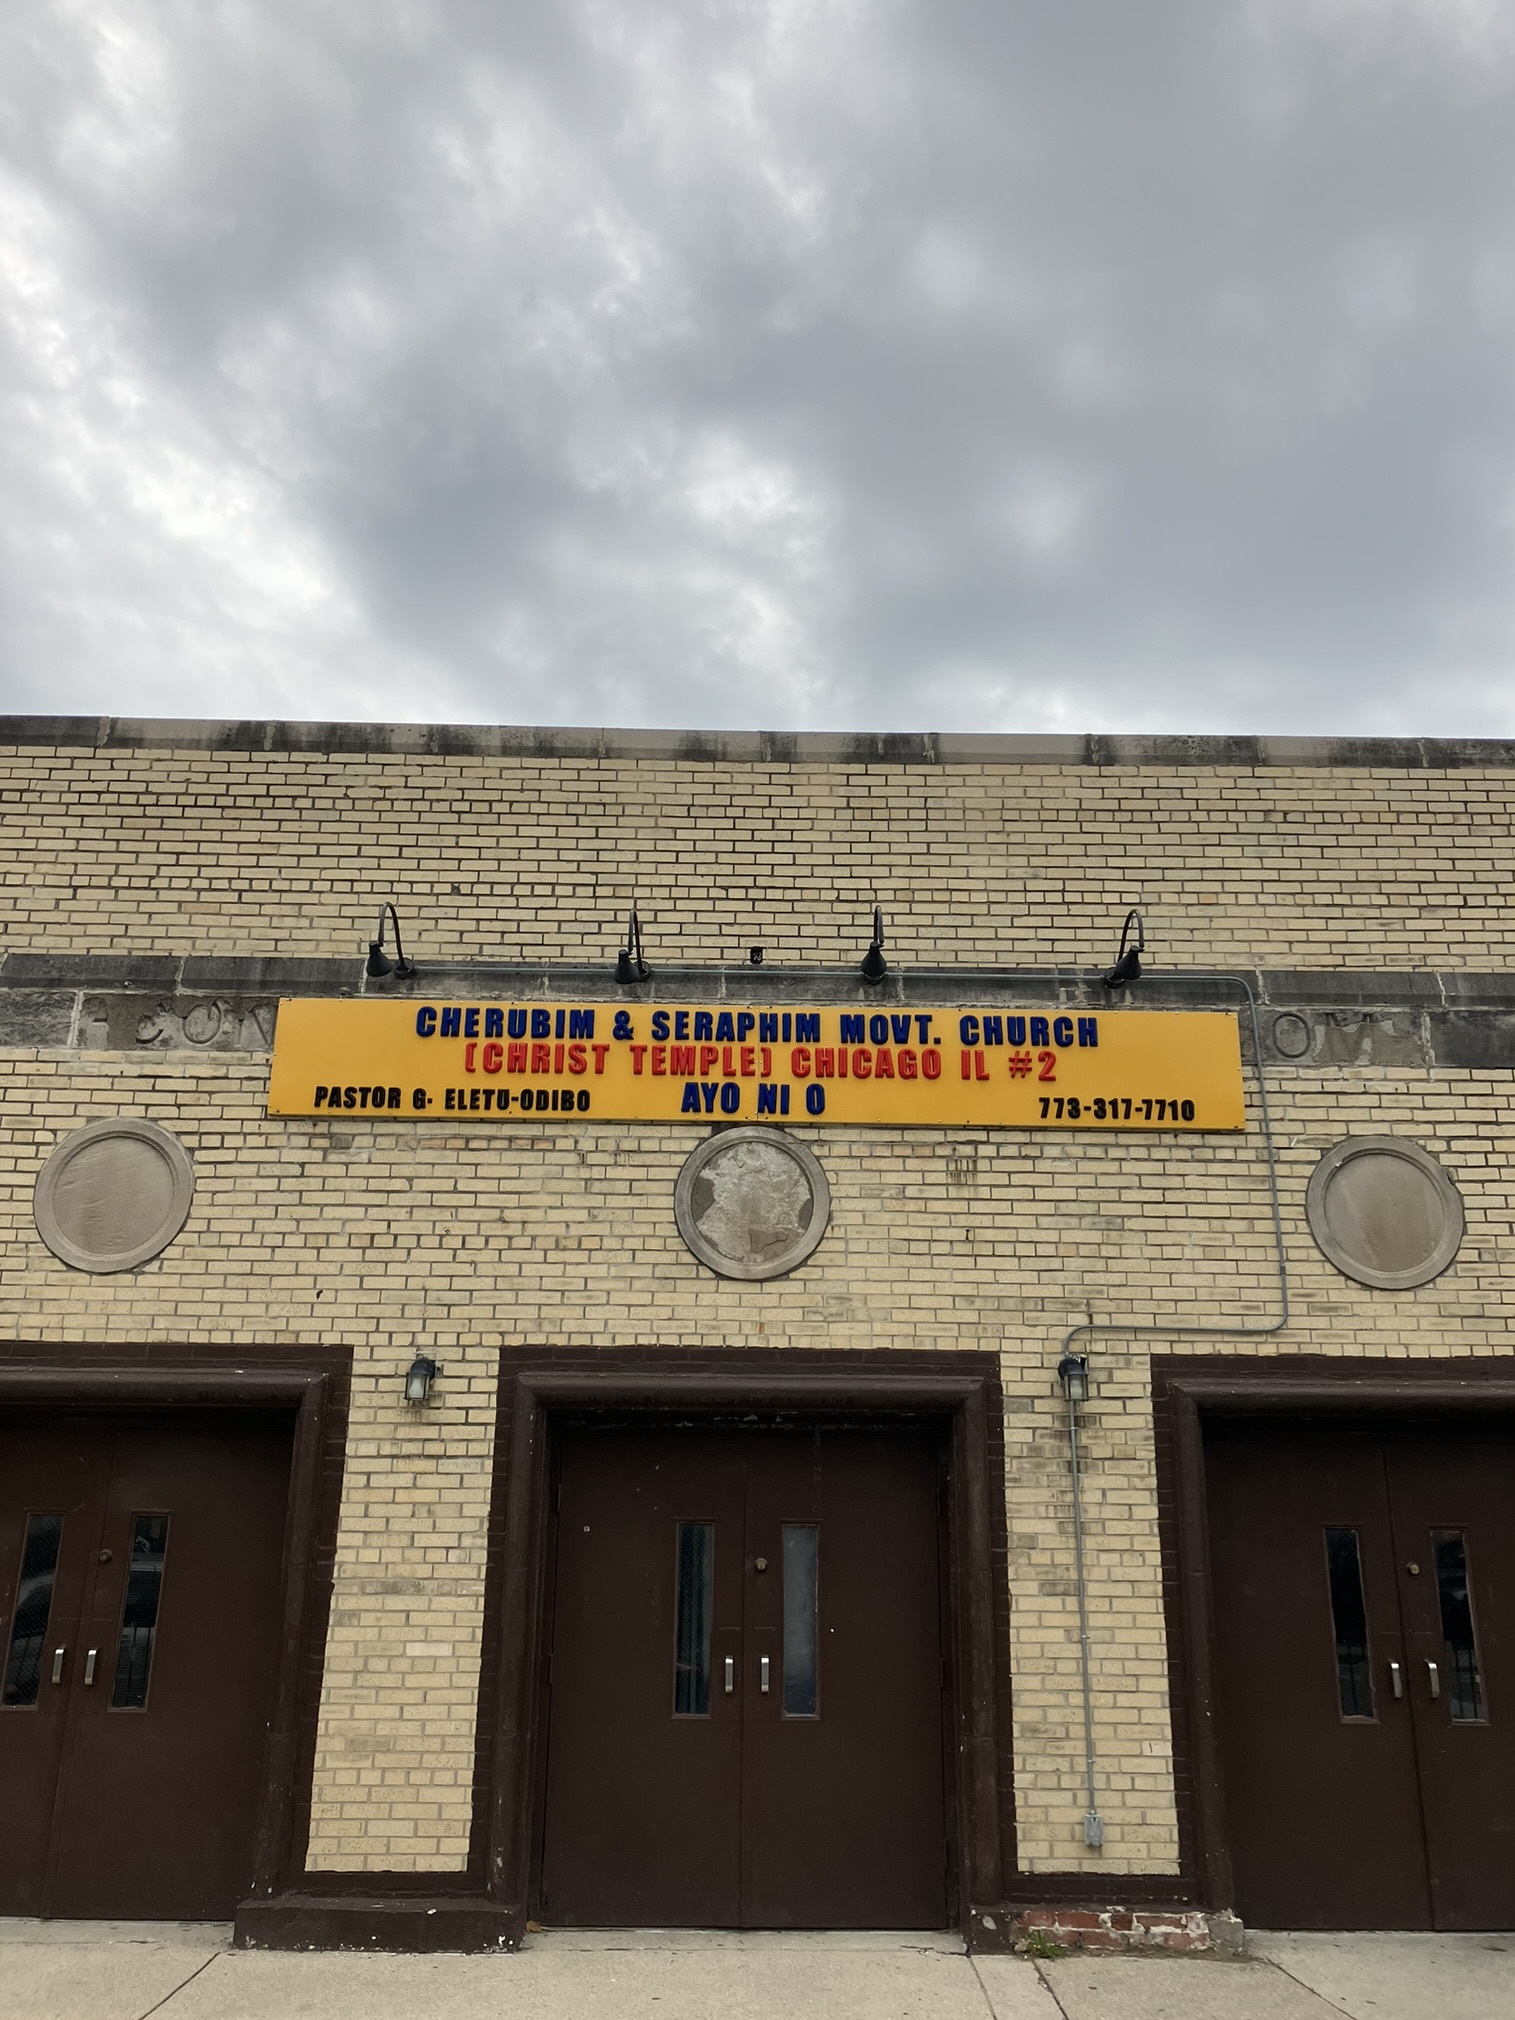 CHERUBIM & SERAPHIM MOVT. CHURCH
(CHRIST TEMPLE) CHICAGO IL #2
PASTOR G. ELETU-ODIBO AYO NI O 773-317-7710